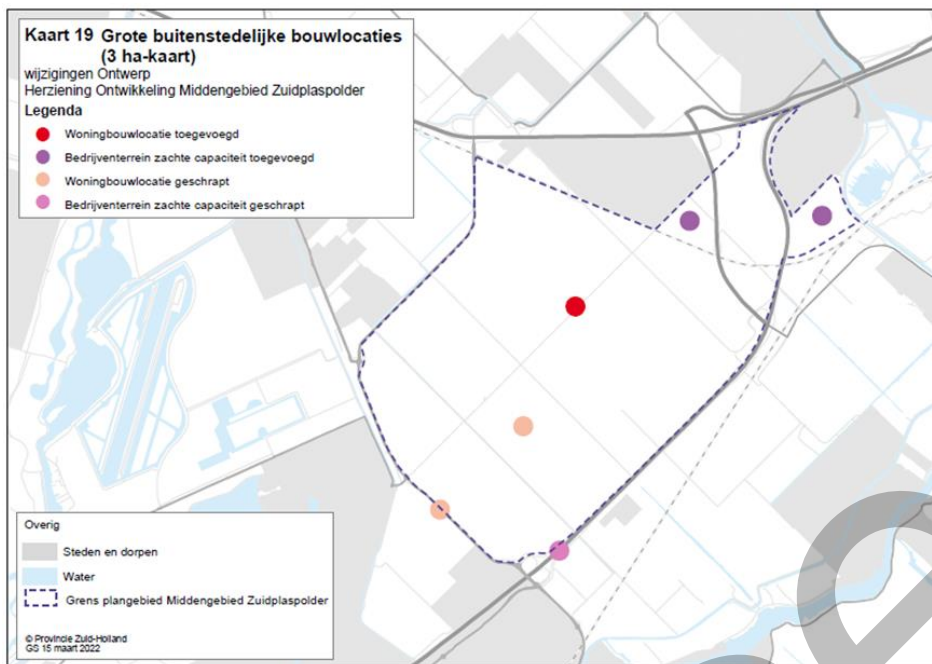 Kaart 19 Grote buitenstedelijke bouwlocaties
(3 ha-kaart)
wijzigingen Ontwerp
Herziening Ontwikkeling Middengebied Zuidplaspolder
Legenda
Woningbouwlocatie toegevoegd
Bedrijventerrein zachte capaciteit toegevoegd
Woningbouwlocatie geschrapt
Bedrijventerrein zachte capaciteit geschrapt
Overig
Steden en dorpen
Water
Grens plangebied Middengebied Zuidplaspolder
© Provincie Zuid-Holland
GS 15 maart 2022